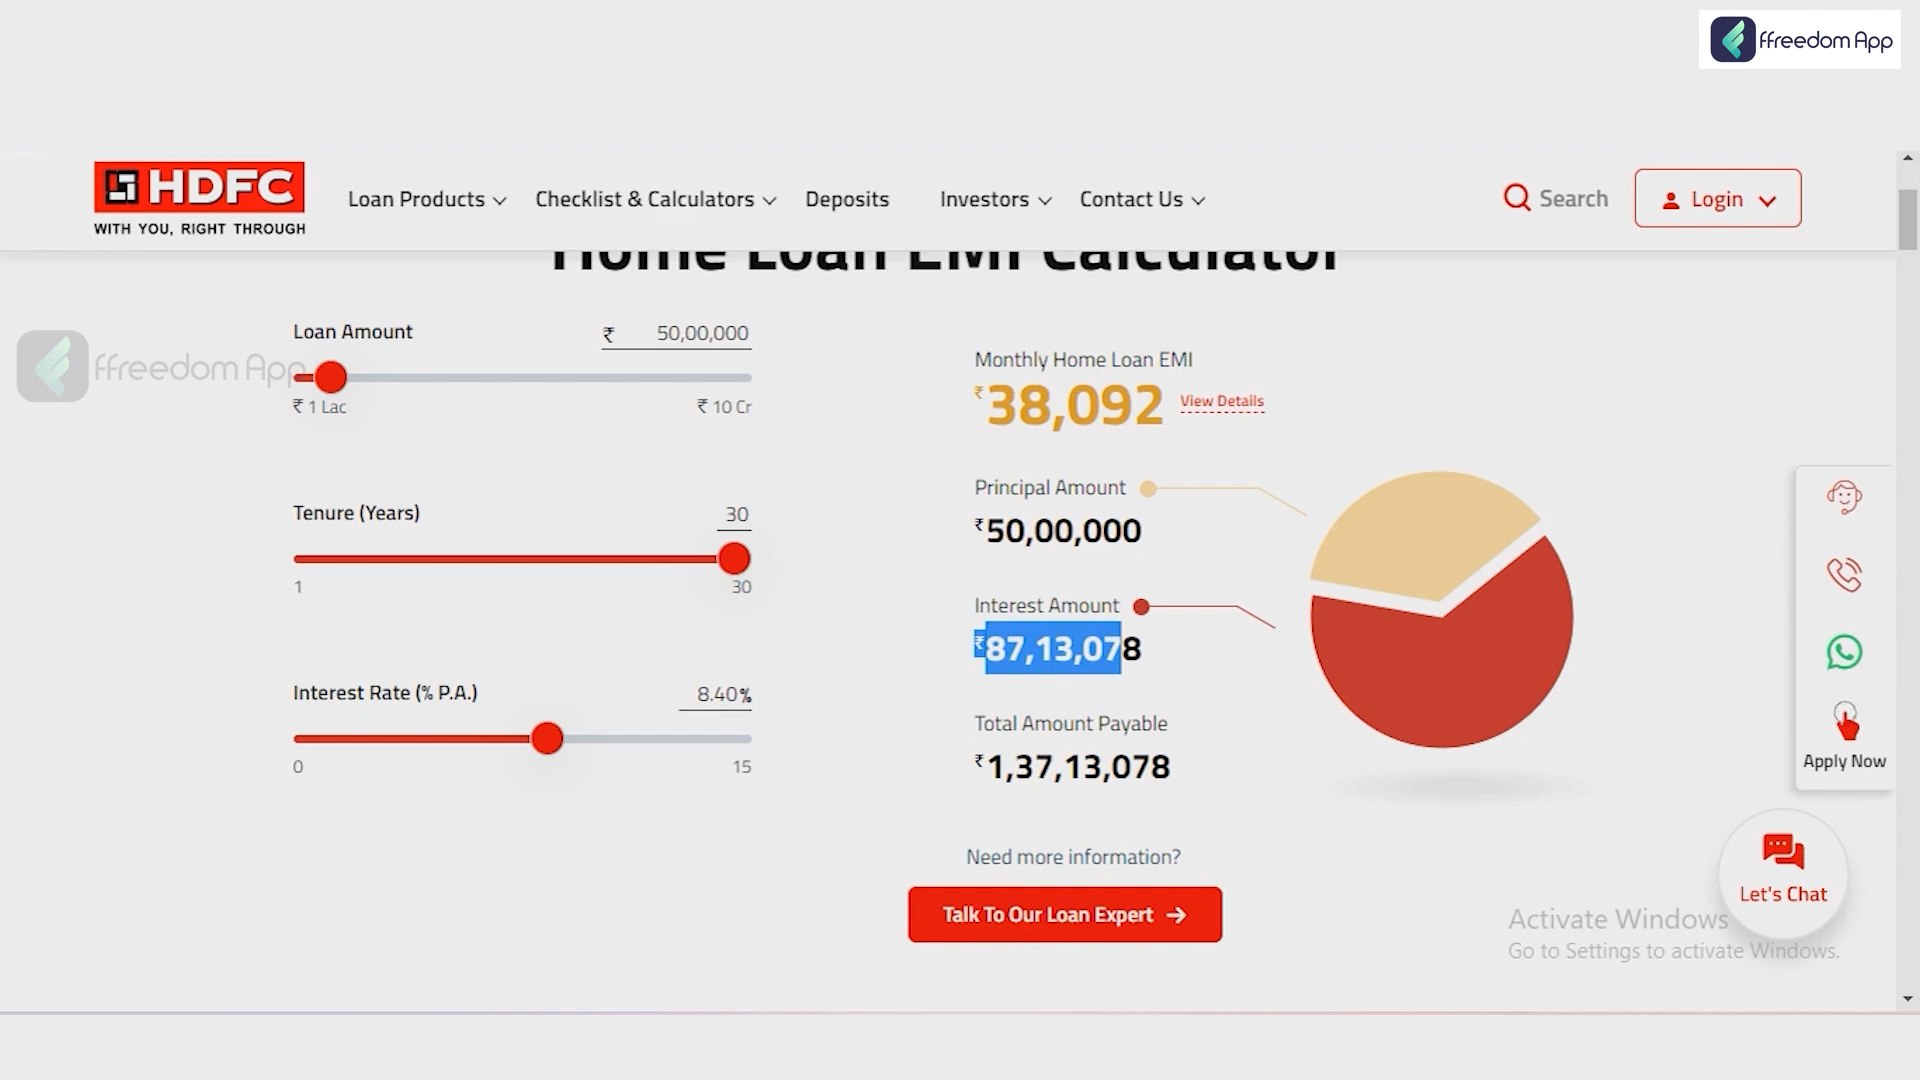 ffreedom App
HDFC
WITH YOU, RIGHT THROUGH
Loan Products
Checklist & Calculators
Deposits
Investors
Contact Us
Search
Login
Home Loan EMI Calculator
ffreedom App
Loan Amount
₹ 50,00,000
₹ 1 Lac
₹ 10 Cr
Tenure (Years)
30
1
30
Interest Rate (% P.A.)
8.40%
0
15
Monthly Home Loan EMI
₹38,092 View Details
Principal Amount
₹50,00,000
Interest Amount
₹87,13,078
Total Amount Payable
₹1,37,13,078
Need more information?
Talk To Our Loan Expert
Apply Now
Let's Chat
Activate Windows
Go to Settings to activate Windows.